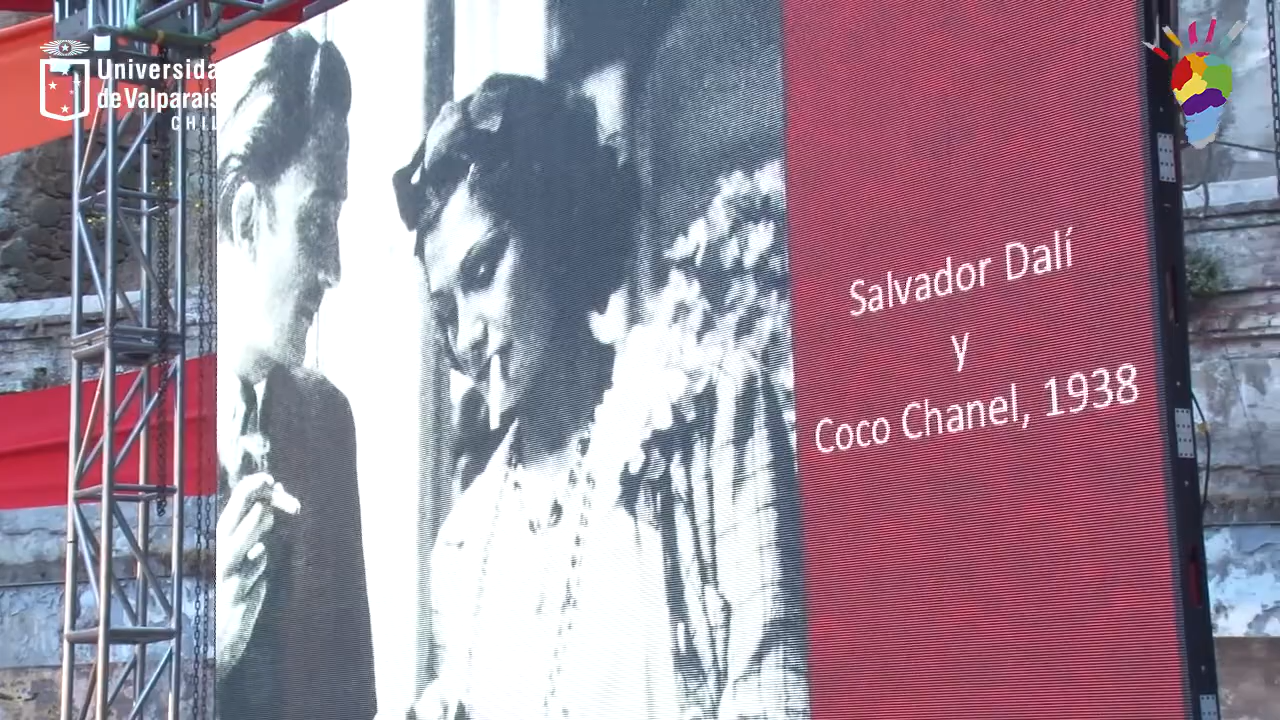 Universida
de Valparaís
CHIL
Salvador Dalí
y
Coco Chanel, 1938